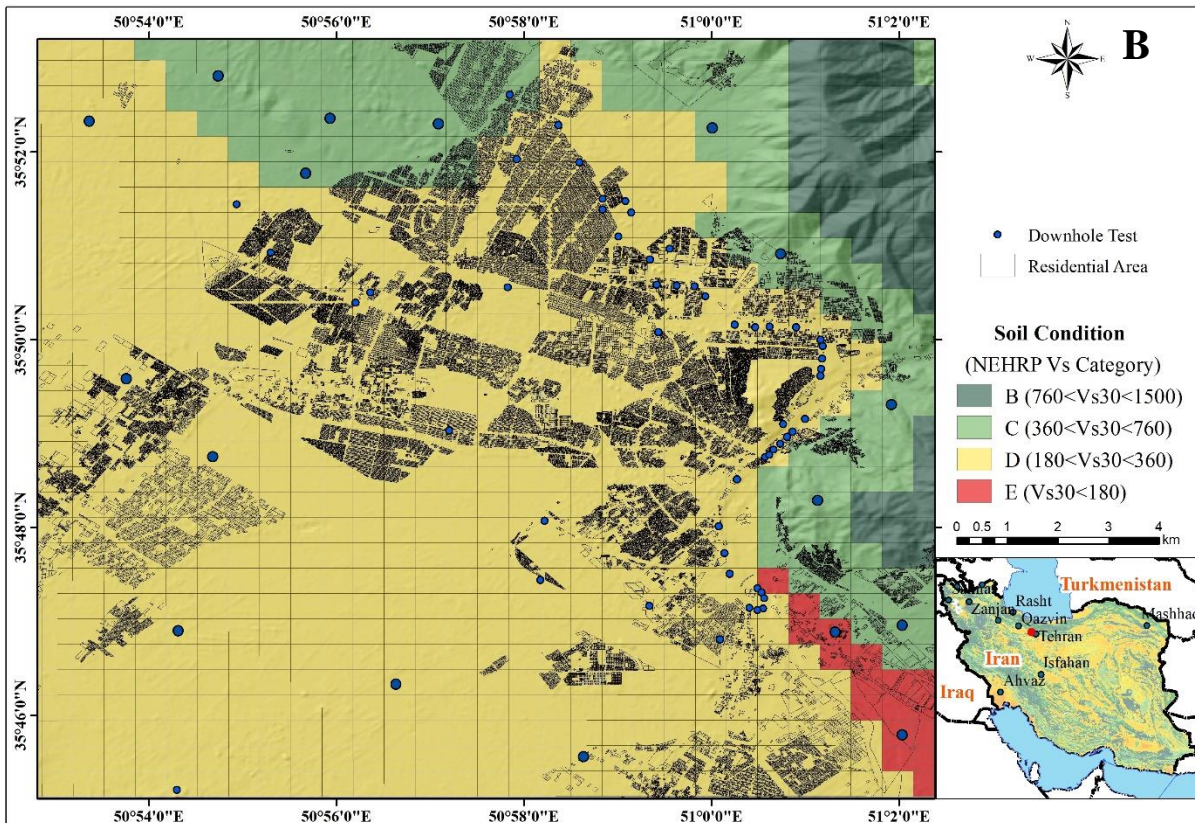 50°54'0"E 50°56'0"E 50°58'0"E 51°0'0"E 51°2'0"E
N
W E
S
B
35°52'0"N
35°50'0"N
35°48'0"N
35°46'0"N
Downhole Test
Residential Area
Soil Condition
(NEHRP Vs Category)
B (760<Vs30<1500)
C (360<Vs30<760)
D (180<Vs30<360)
E (Vs30<180)
0 0.5 1 2 3 4
km
Turkmenistan
Rasht
Mashhad
Zanjan
Qazvin
Tehran
Iran
Isfahan
Ahvaz
Iraq
50°54'0"E 50°56'0"E 50°58'0"E 51°0'0"E 51°2'0"E